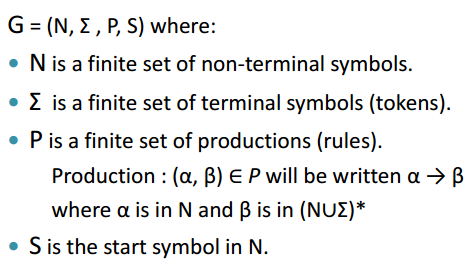 G = (N, Σ , P, S) where:
• N is a finite set of non-terminal symbols.
• Σ is a finite set of terminal symbols (tokens).
• P is a finite set of productions (rules).
Production : (α, β) ∈ P will be written α → β
where α is in N and β is in (N∪Σ)*
• S is the start symbol in N.